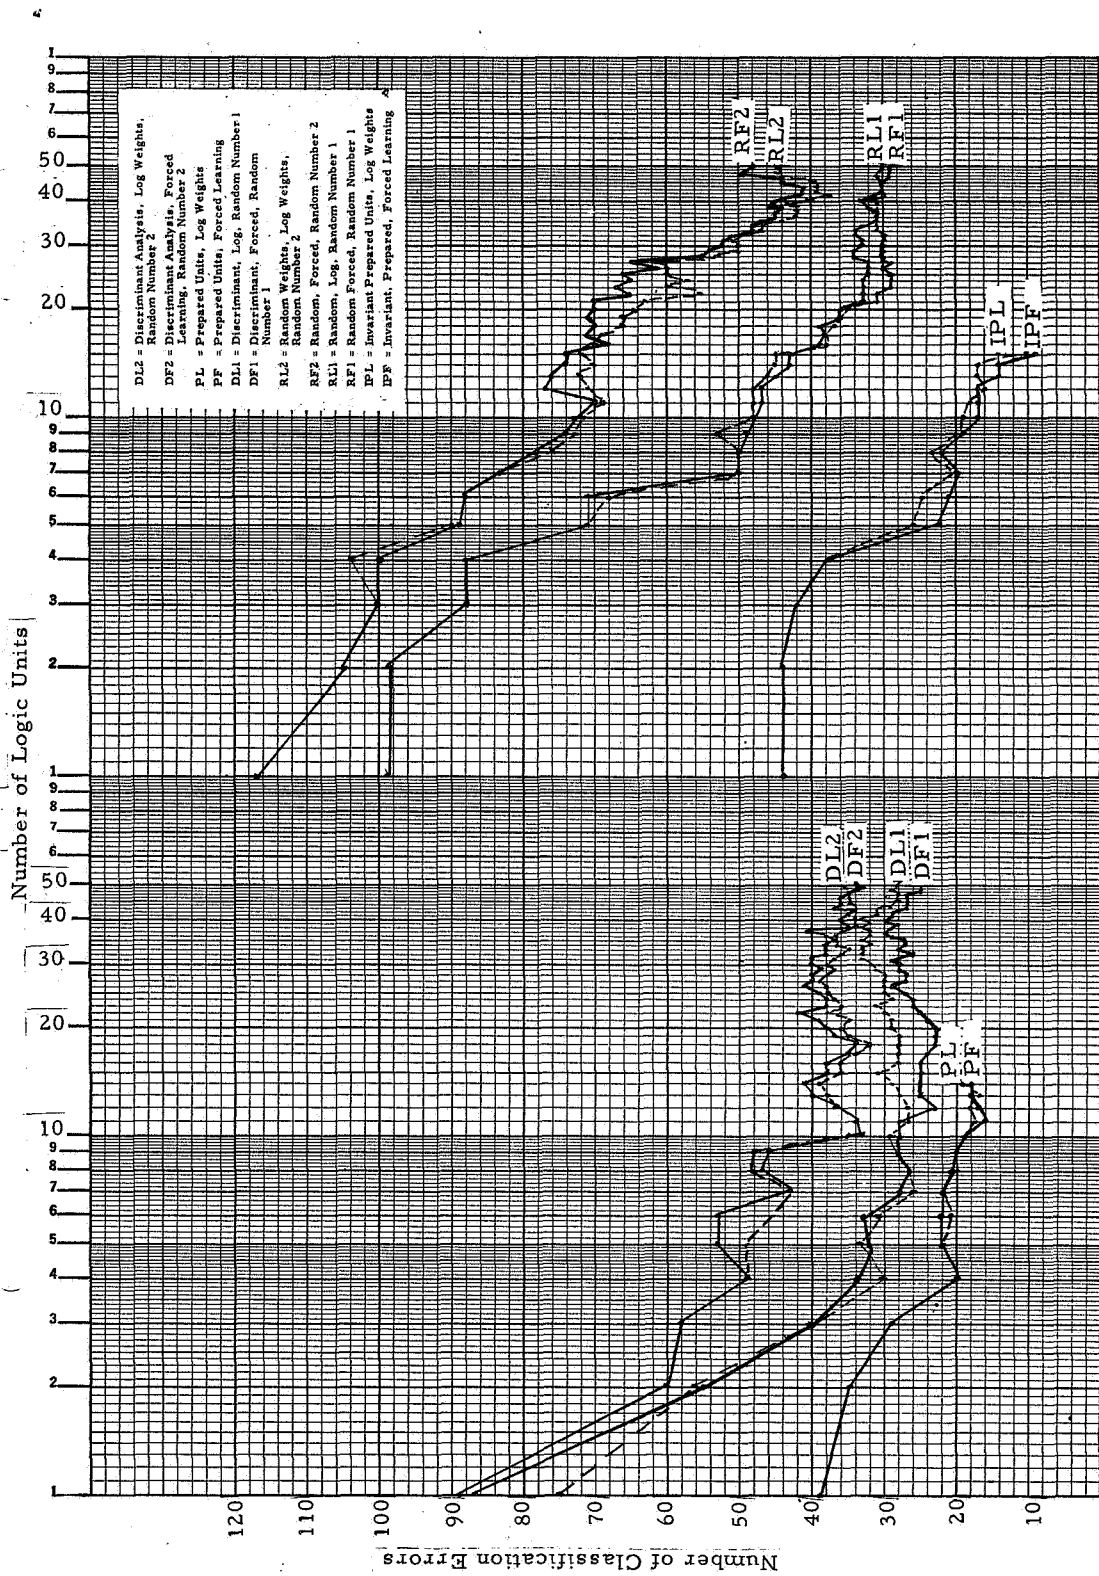 Number of Logic Units
1
2
3
4
5
6
7
8
9
10
20
30
40
50
6
7
8
9
1
2
3
4
5
6
7
8
9
10
20
30
40
50
6
7
8
9
1
Number of Classification Errors
120
110
100
90
80
70
60
50
40
30
20
10
DL2 = Discriminant Analysis, Log Weights,
Random Number 2
DF2 = Discriminant Analysis, Forced
Learning, Random Number 2
PL = Prepared Units, Log Weights
PF = Prepared Units, Forced Learning
DL1 = Discriminant, Log, Random Number 1
DF1 = Discriminant, Forced, Random
Number 1
RL2 = Random Weights, Log Weights,
Random Number 2
RF2 = Random, Forced, Random Number 2
RL1 = Random, Log, Random Number 1
RF1 = Random Forced, Random Number 1
IPL = Invariant Prepared Units, Log Weights
IPF = Invariant, Prepared, Forced Learning
DL2
DF2
DL1
DF1
PL
PF
RF2
RL2
RL1
RF1
IPL
IPF